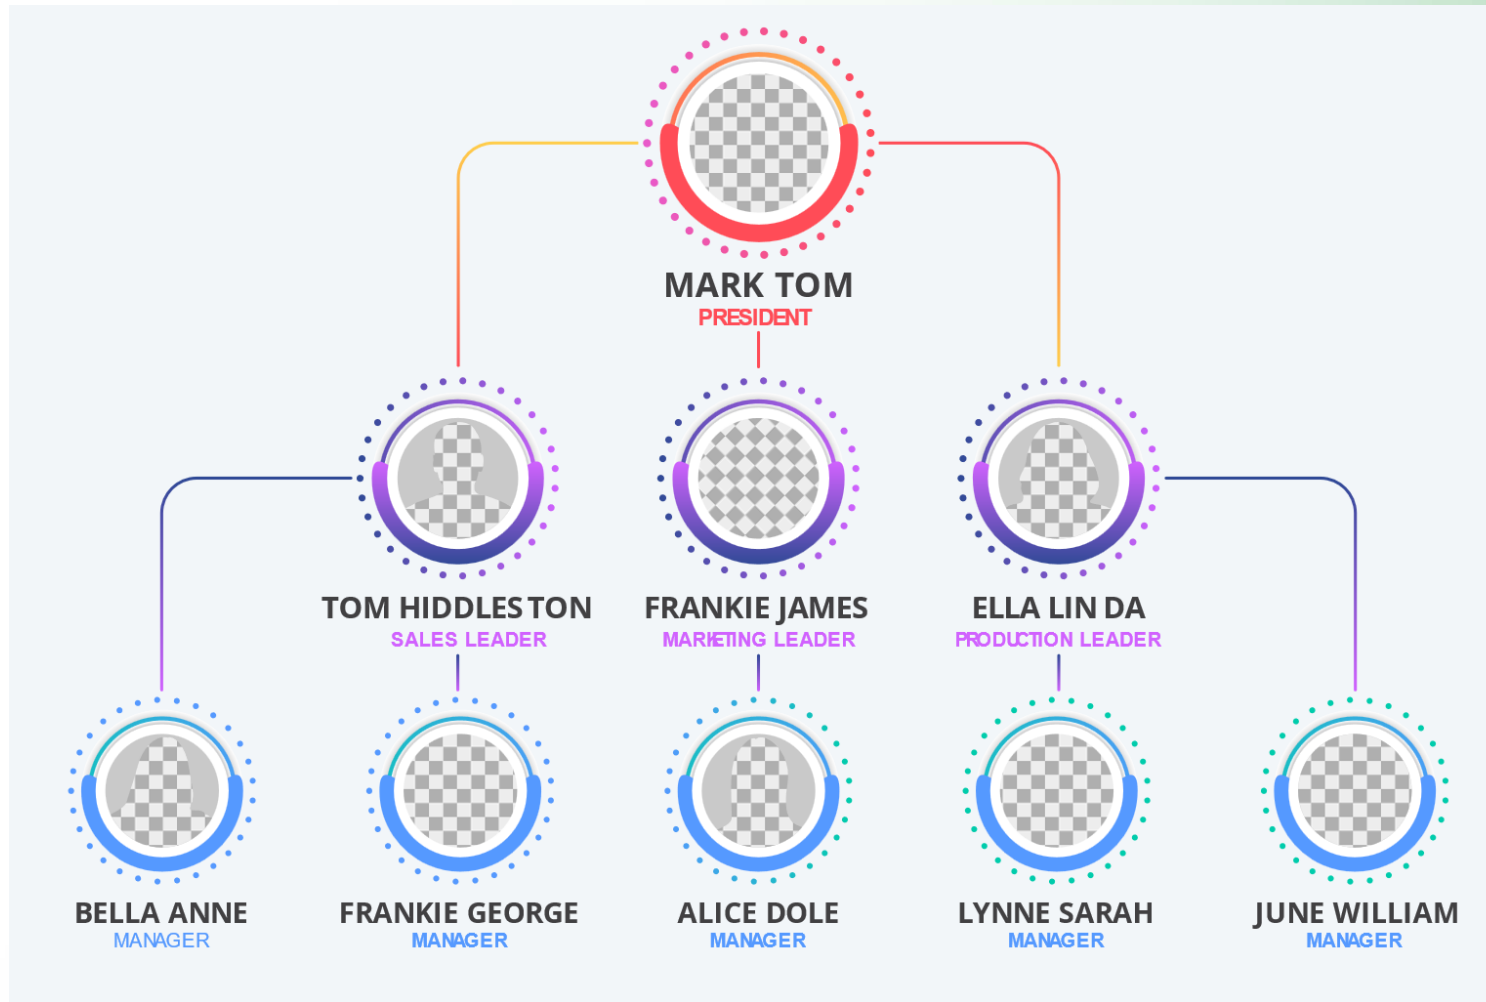 MARK TOM
PRESIDENT
TOM HIDDLESTON
SALES LEADER
FRANKIE JAMES
MARKETING LEADER
ELLA LIN DA
PRODUCTION LEADER
BELLA ANNE
MANAGER
FRANKIE GEORGE
MANAGER
ALICE DOLE
MANAGER
LYNNE SARAH
MANAGER
JUNE WILLIAM
MANAGER